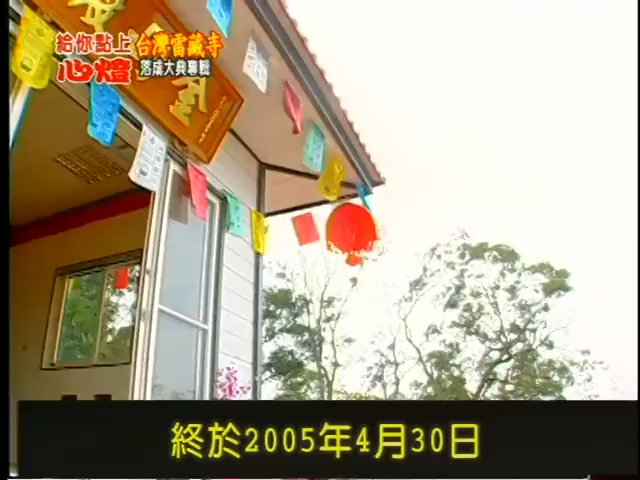 給你點上
心燈
台灣雷藏寺
落成大典專輯
終於2005年4月30日